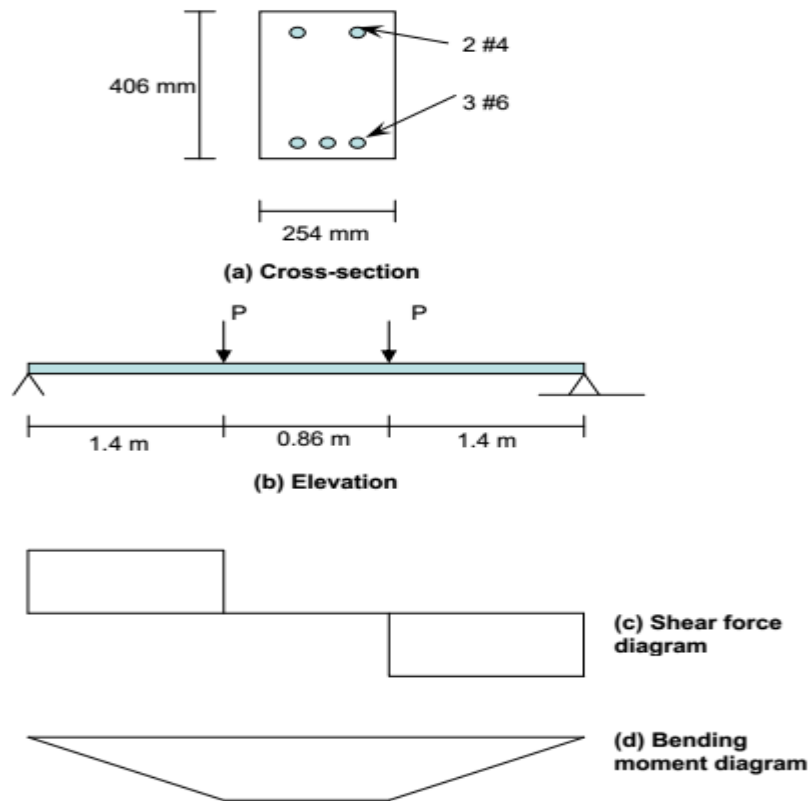 2 #4
406 mm
3 #6
254 mm
(a) Cross-section
P P
1.4 m 0.86 m 1.4 m
(b) Elevation
(c) Shear force
diagram
(d) Bending
moment diagram